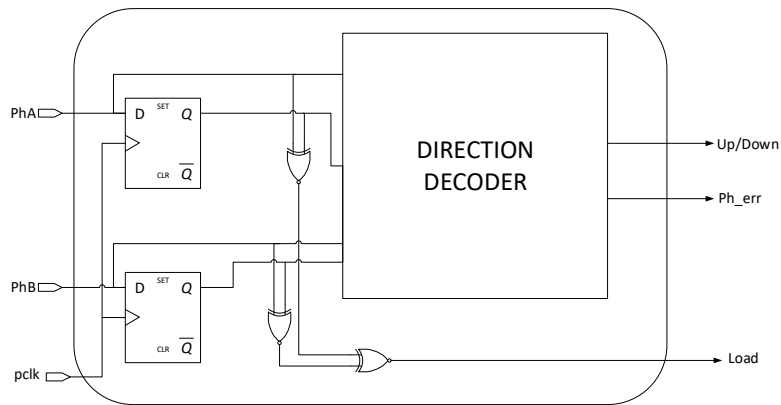 PhA
D
SET
Q
CLR
Q
DIRECTION
DECODER
Up/Down
Ph_err
PhB
D
SET
Q
CLR
Q
pclk
Load